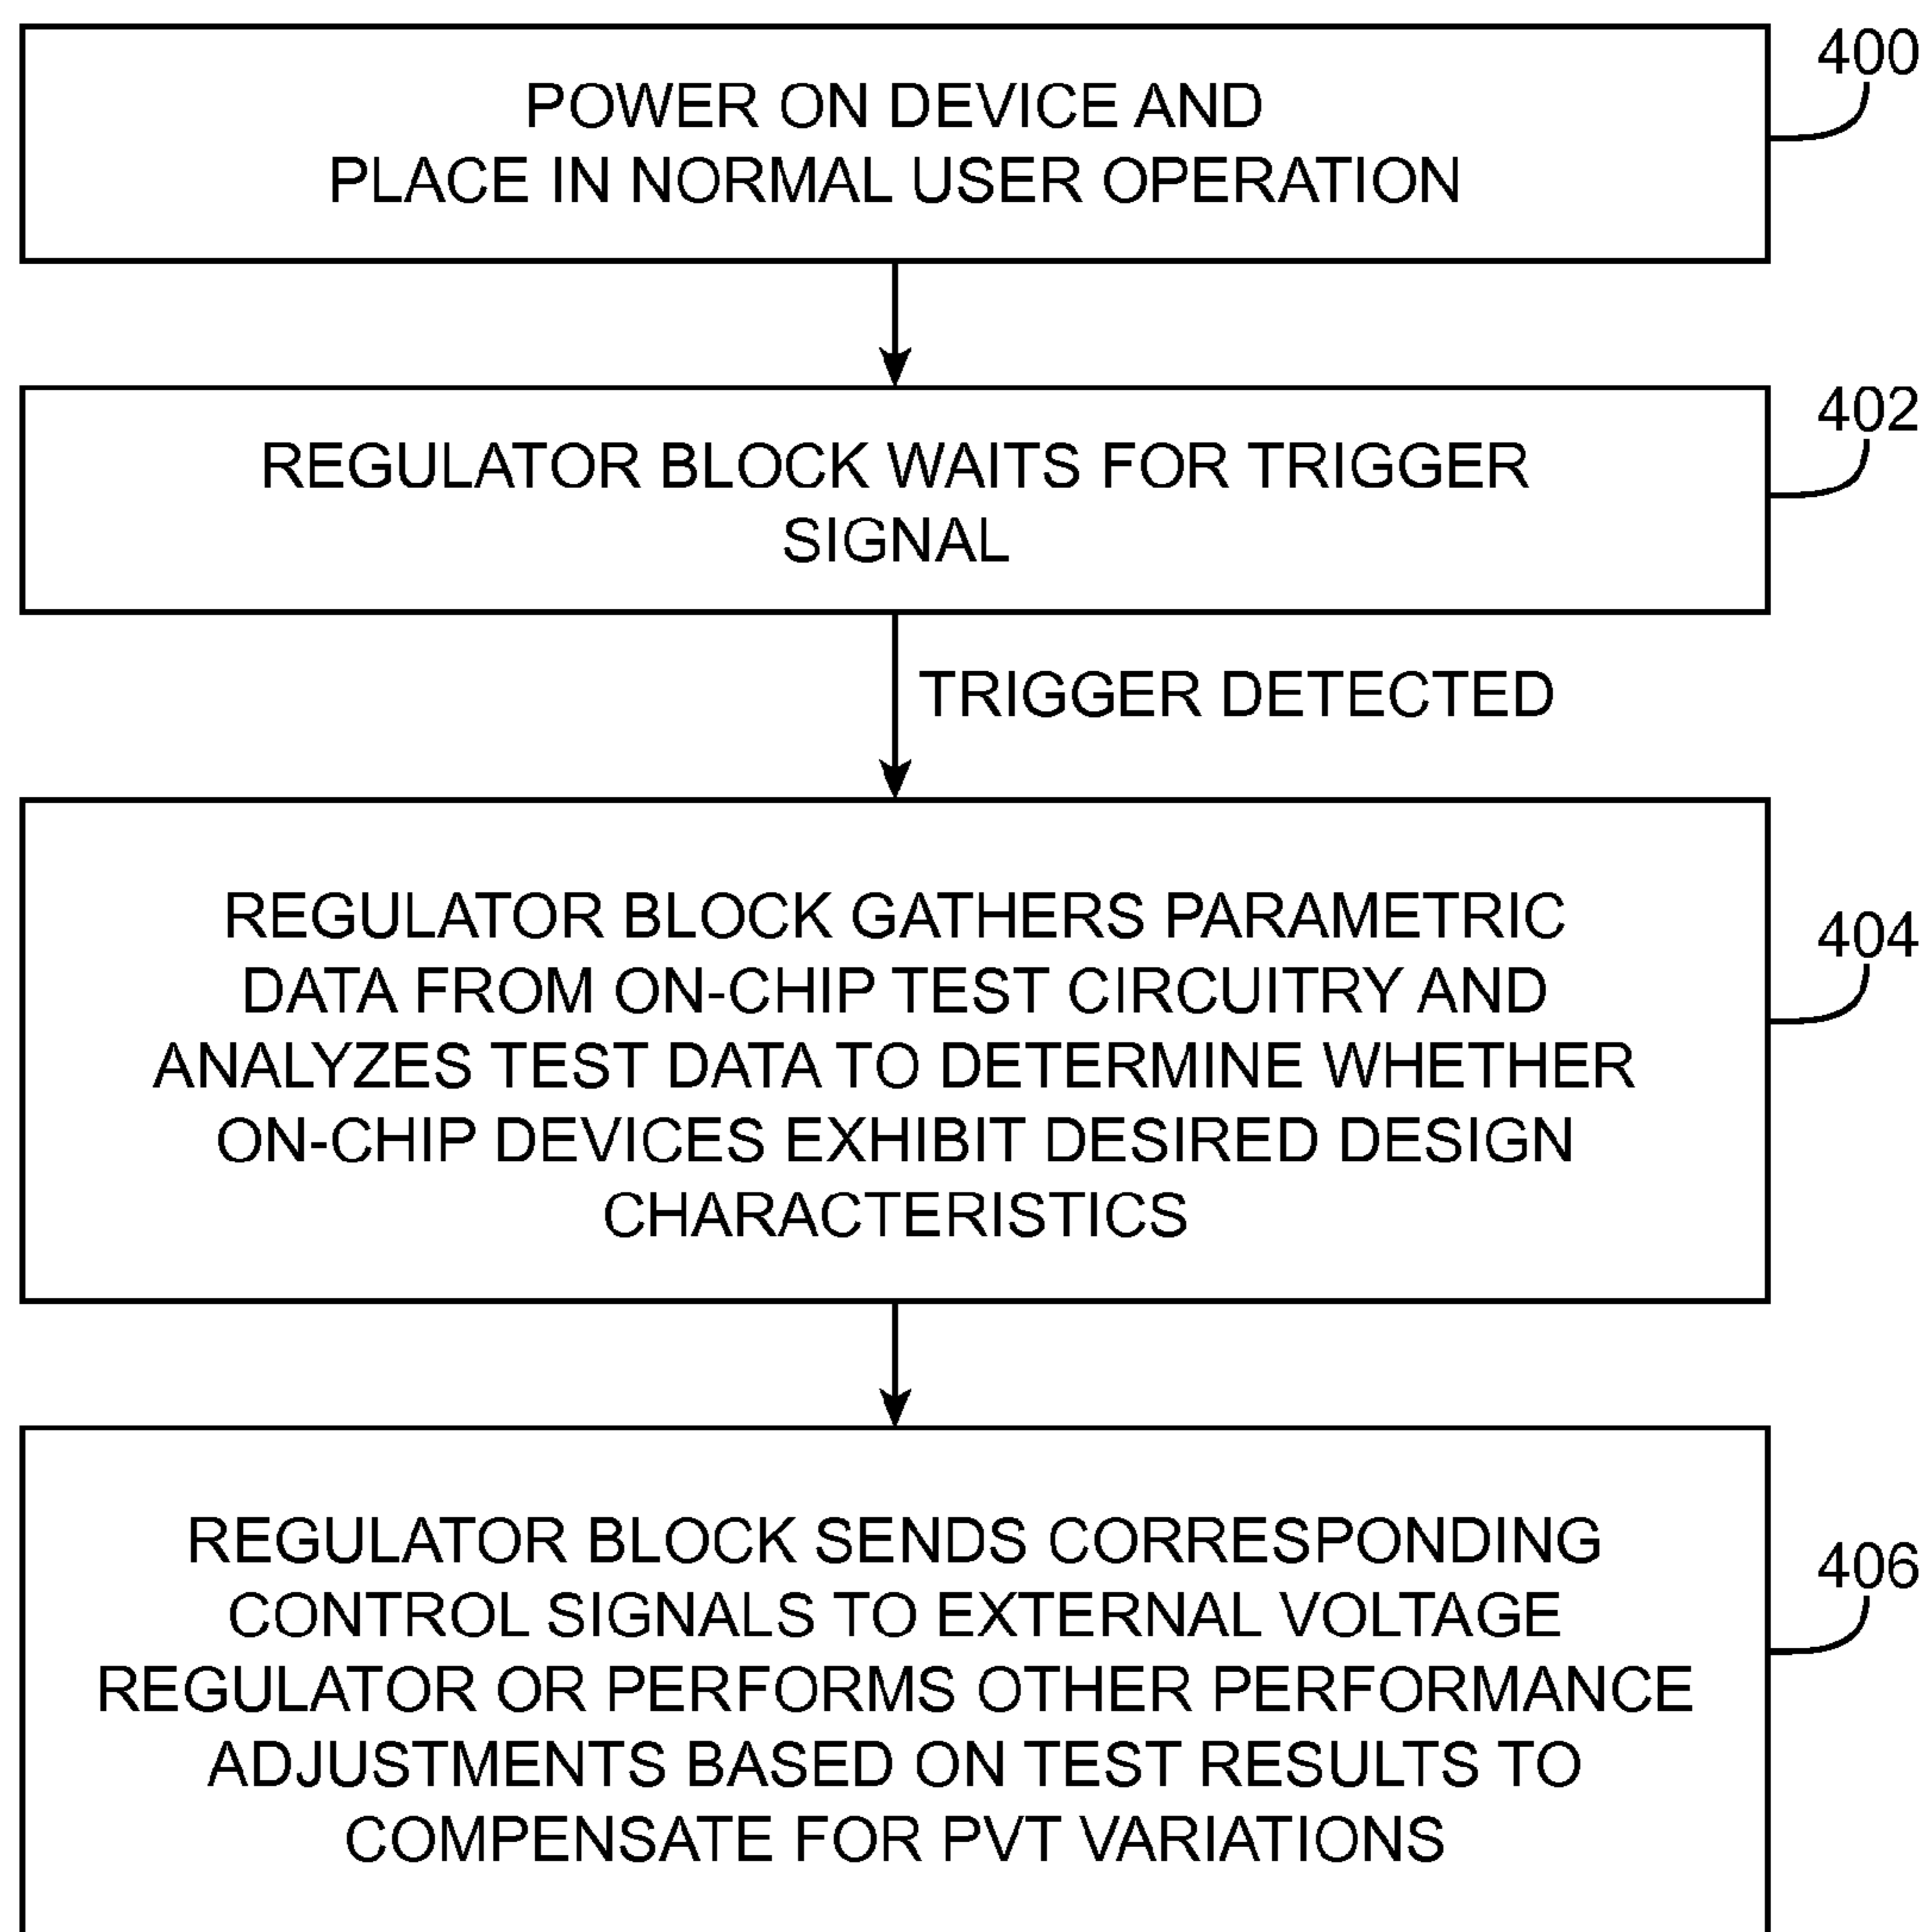 400
POWER ON DEVICE AND
PLACE IN NORMAL USER OPERATION
402
REGULATOR BLOCK WAITS FOR TRIGGER
SIGNAL
TRIGGER DETECTED
REGULATOR BLOCK GATHERS PARAMETRIC
404
DATA FROM ON-CHIP TEST CIRCUITRY AND
ANALYZES TEST DATA TO DETERMINE WHETHER
ON-CHIP DEVICES EXHIBIT DESIRED DESIGN
CHARACTERISTICS
REGULATOR BLOCK SENDS CORRESPONDING
406
CONTROL SIGNALS TO EXTERNAL VOLTAGE
REGULATOR OR PERFORMS OTHER PERFORMANCE
ADJUSTMENTS BASED ON TEST RESULTS TO
COMPENSATE FOR PVT VARIATIONS